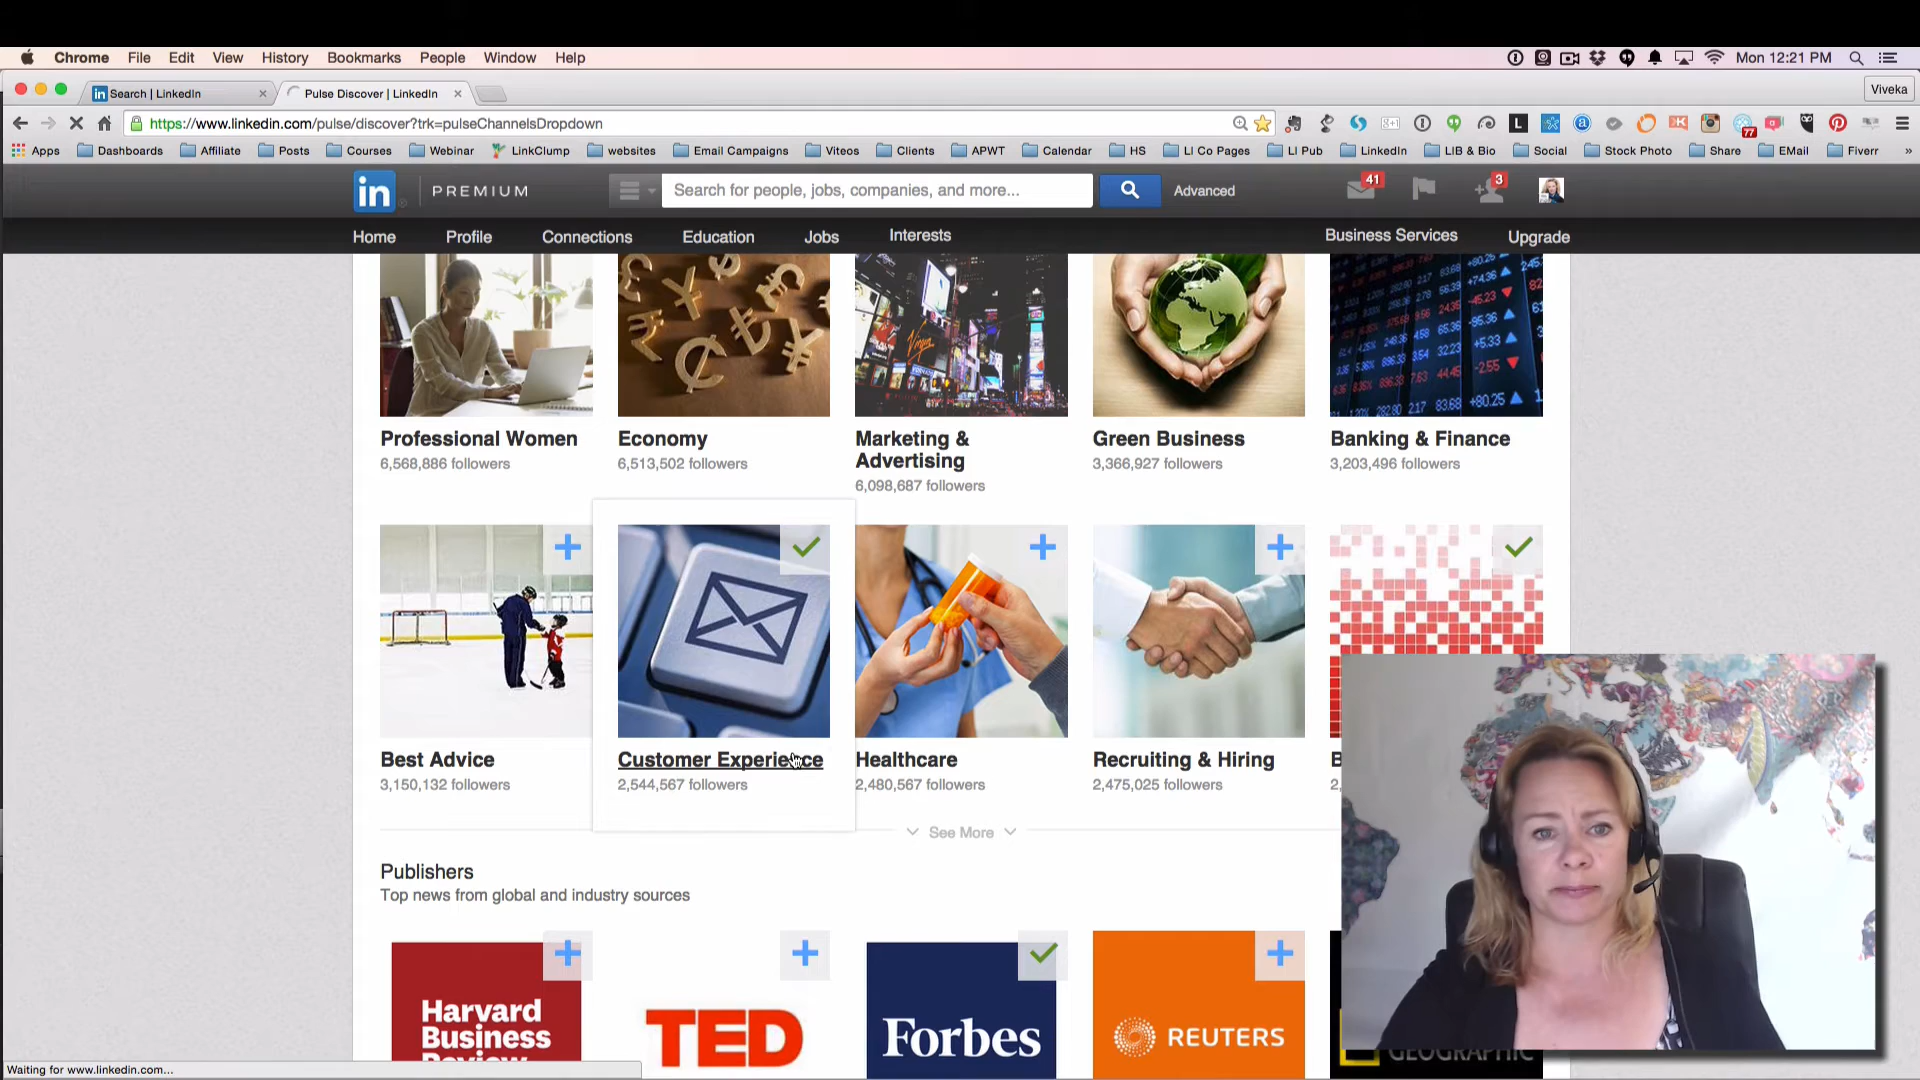 Chrome File Edit View History Bookmarks People Window Help Mon 12:21 PM
Search | LinkedIn Pulse Discover | LinkedIn Viveka
https://www.linkedin.com/pulse/discover?trk=pulseChannelsDropdown
Apps Dashboards Affiliate Posts Courses Webinar LinkClump websites Email Campaigns Viteos Clients APWT Calendar HS LI Co Pages LI Pub LinkedIn LIB & Bio Social Stock Photo Share EMail Fiverr »
in PREMIUM Search for people, jobs, companies, and more... Advanced 41 3
Home Profile Connections Education Jobs Interests Business Services Upgrade
Professional Women Economy Marketing & Advertising Green Business Banking & Finance
6,568,886 followers 6,513,502 followers 6,098,687 followers 3,366,927 followers 3,203,496 followers
Best Advice Customer Experience Healthcare Recruiting & Hiring
3,150,132 followers 2,544,567 followers 2,480,567 followers 2,475,025 followers
See More
Publishers
Top news from global and industry sources
Harvard Business Review TED Forbes REUTERS GEOGRAPHIC
Waiting for www.linkedin.com...